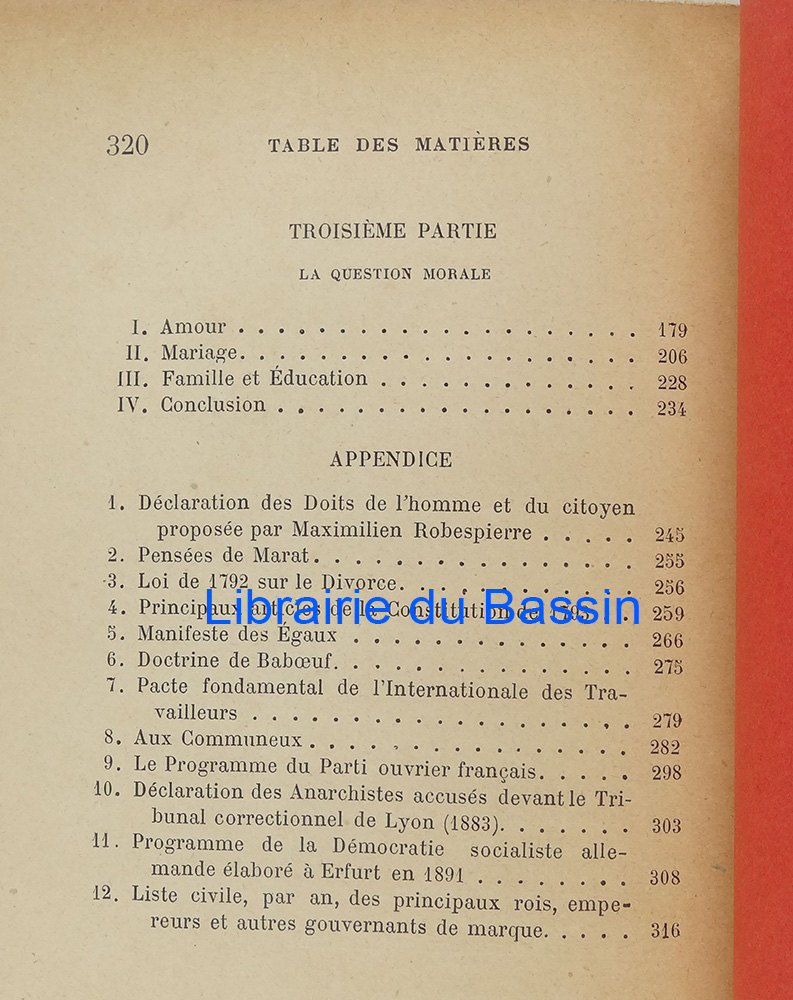 320 TABLE DES MATIÈRES
TROISIÈME PARTIE
LA QUESTION MORALE
I. Amour . . . . . . . . . . . . . . . . . . . . 179
II. Mariage. . . . . . . . . . . . . . . . . . . . 206
III. Famille et Éducation . . . . . . . . . . . . . 228
IV. Conclusion . . . . . . . . . . . . . . . . . . 234
APPENDICE
1. Déclaration des Doits de l'homme et du citoyen
proposée par Maximilien Robespierre . . . . . 245
2. Pensées de Marat. . . . . . . . . . . . . . . . 255
3. Loi de 1792 sur le Divorce. . . . . . . . . . . 256
4. Principaux articles de la Constitution de 1793 . . 259
Librairie du Bassin
5. Manifeste des Égaux . . . . . . . . . . . . . . 266
6. Doctrine de Babœuf. . . . . . . . . . . . . . . 275
7. Pacte fondamental de l'Internationale des Tra-
vailleurs . . . . . . . . . . . . . . . . . . . 279
8. Aux Communeux . . . . . . . . . . . . . . . . 282
9. Le Programme du Parti ouvrier français. . . . . 298
10. Déclaration des Anarchistes accusés devant le Tri-
bunal correctionnel de Lyon (1883). . . . . . . 303
11. Programme de la Démocratie socialiste alle-
mande élaboré à Erfurt en 1891 . . . . . . . . 308
12. Liste civile, par an, des principaux rois, empe-
reurs et autres gouvernants de marque. . . . . 316